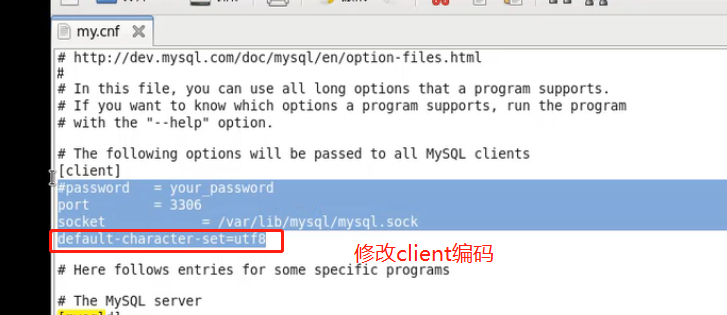 my.cnf
# http://dev.mysql.com/doc/mysql/en/option-files.html
#
# In this file, you can use all long options that a program supports.
# If you want to know which options a program supports, run the program
# with the "--help" option.
# The following options will be passed to all MySQL clients
[client]
#password = your_password
port = 3306
socket = /var/lib/mysql/mysql.sock
default-character-set=utf8
修改client编码
# Here follows entries for some specific programs
# The MySQL server